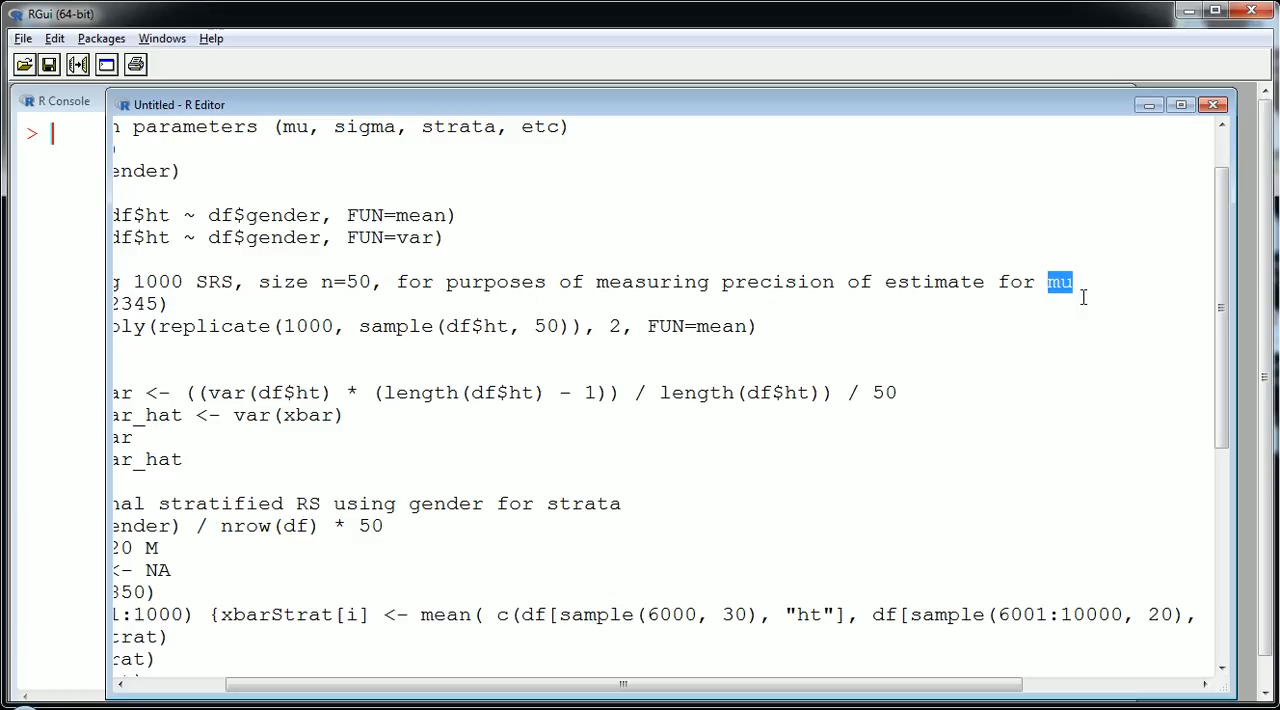 RGui (64-bit)
File Edit Packages Windows Help
R Console
Untitled - R Editor
>
n parameters (mu, sigma, strata, etc)
)
ender)
df$ht ~ df$gender, FUN=mean)
df$ht ~ df$gender, FUN=var)
g 1000 SRS, size n=50, for purposes of measuring precision of estimate for mu
2345)
ply(replicate(1000, sample(df$ht, 50)), 2, FUN=mean)
ar <- ((var(df$ht) * (length(df$ht) - 1)) / length(df$ht)) / 50
ar_hat <- var(xbar)
ar
ar_hat
nal stratified RS using gender for strata
ender) / nrow(df) * 50
20 M
<- NA
850)
1:1000) {xbarStrat[i] <- mean( c(df[sample(6000, 30), "ht"], df[sample(6001:10000, 20),
trat)
rat)